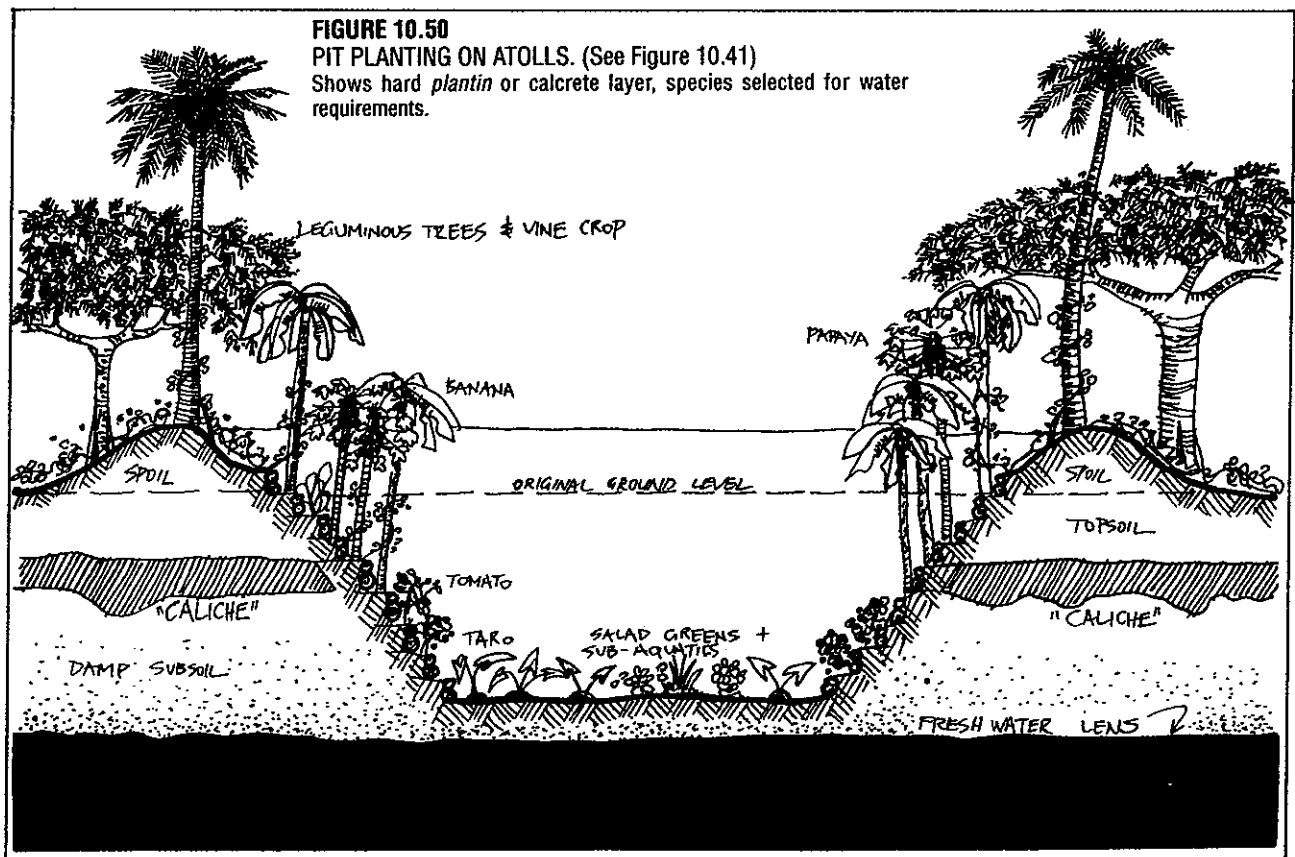 FIGURE 10.50
PIT PLANTING ON ATOLLS. (See Figure 10.41)
Shows hard plantin or calcrete layer, species selected for water
requirements.
LEGUMINOUS TREES & VINE CROP
PAPAYA
BANANA
SPOIL
ORIGINAL GROUND LEVEL
SPOIL
TOPSOIL
TOMATO
"CALICHE"
"CALICHE"
TARO
SALAD GREENS +
SUB-AQUATICS
DAMP SUBSOIL
FRESH WATER LENS